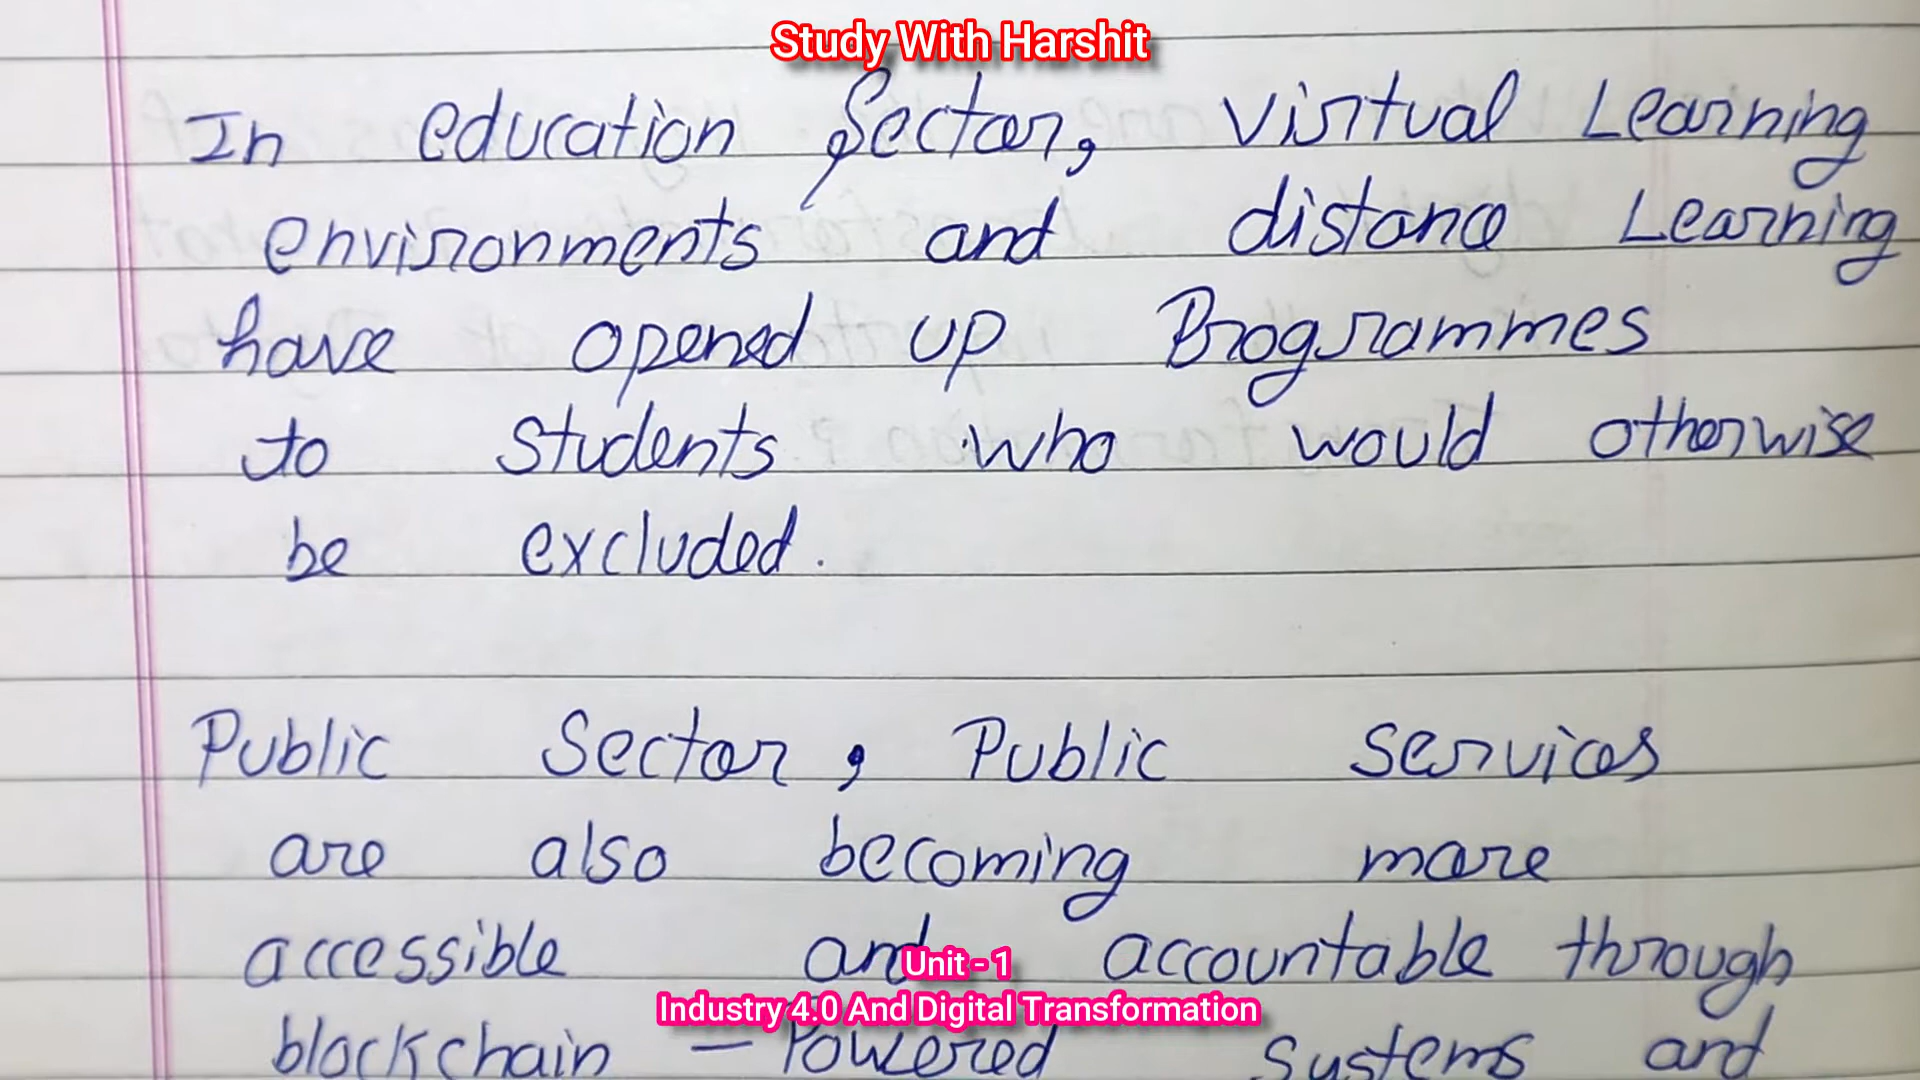 Study With Harshit
In education Sector, Virtual Learning
environments and distance Learning
have opened up Programmes
to students who would otherwise
be excluded.
Public Sector, Public services
are also becoming more
accessible and accountable through
Unit - 1
Industry 4.0 And Digital Transformation
blockchain - Powered systems and